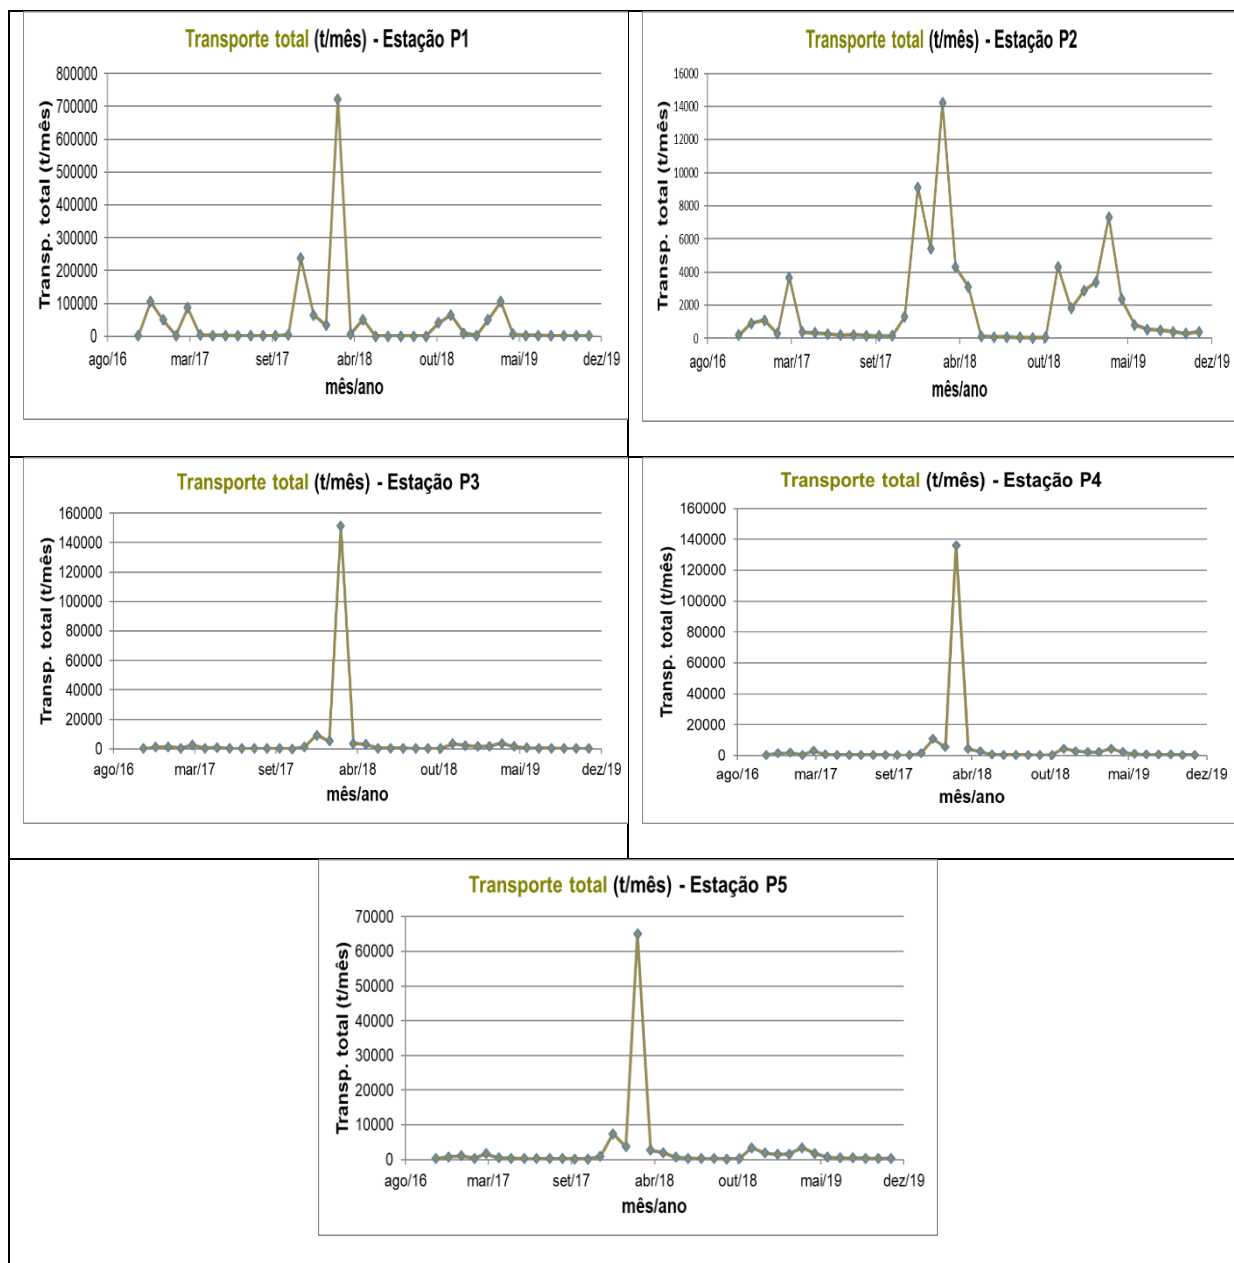 Transporte total (t/mês) - Estação P1
Transp. total (t/mês)
800000
700000
600000
500000
400000
300000
200000
100000
0
ago/16 mar/17 set/17 abr/18 out/18 mai/19 dez/19
mês/ano
Transporte total (t/mês) - Estação P2
Transp. total (t/mês)
16000
14000
12000
10000
8000
6000
4000
2000
0
ago/16 mar/17 set/17 abr/18 out/18 mai/19 dez/19
mês/ano
Transporte total (t/mês) - Estação P3
Transp. total (t/mês)
160000
140000
120000
100000
80000
60000
40000
20000
0
ago/16 mar/17 set/17 abr/18 out/18 mai/19 dez/19
mês/ano
Transporte total (t/mês) - Estação P4
Transp. total (t/mês)
160000
140000
120000
100000
80000
60000
40000
20000
0
ago/16 mar/17 set/17 abr/18 out/18 mai/19 dez/19
mês/ano
Transporte total (t/mês) - Estação P5
Transp. total (t/mês)
70000
60000
50000
40000
30000
20000
10000
0
ago/16 mar/17 set/17 abr/18 out/18 mai/19 dez/19
mês/ano